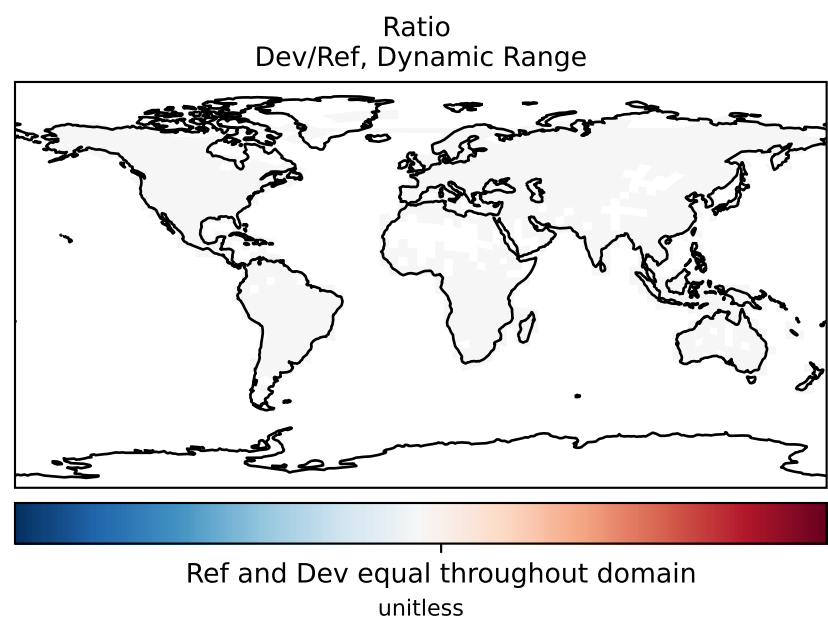 Ratio
Dev/Ref, Dynamic Range
Ref and Dev equal throughout domain
unitless